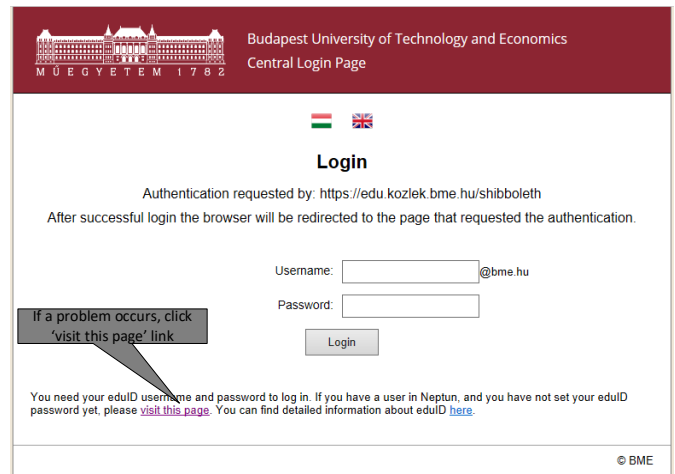 Budapest University of Technology and Economics
Central Login Page
MŰEGYETEM 1782
Login
Authentication requested by: https://edu.kozlek.bme.hu/shibboleth
After successful login the browser will be redirected to the page that requested the authentication.
Username: @bme.hu
Password:
If a problem occurs, click
‘visit this page’ link
Login
You need your eduID username and password to log in. If you have a user in Neptun, and you have not set your eduID
password yet, please visit this page. You can find detailed information about eduID here.
© BME